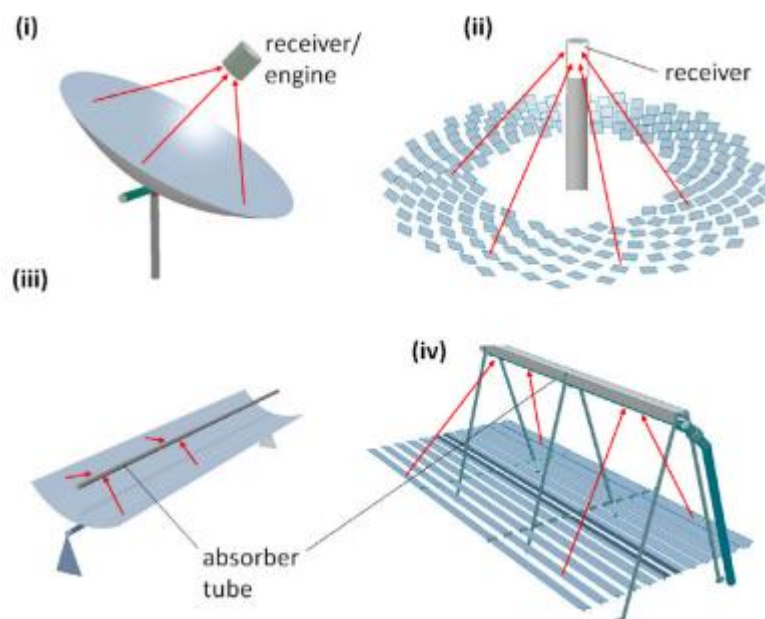 (i)
receiver/
engine
(ii)
receiver
(iii)
(iv)
absorber
tube